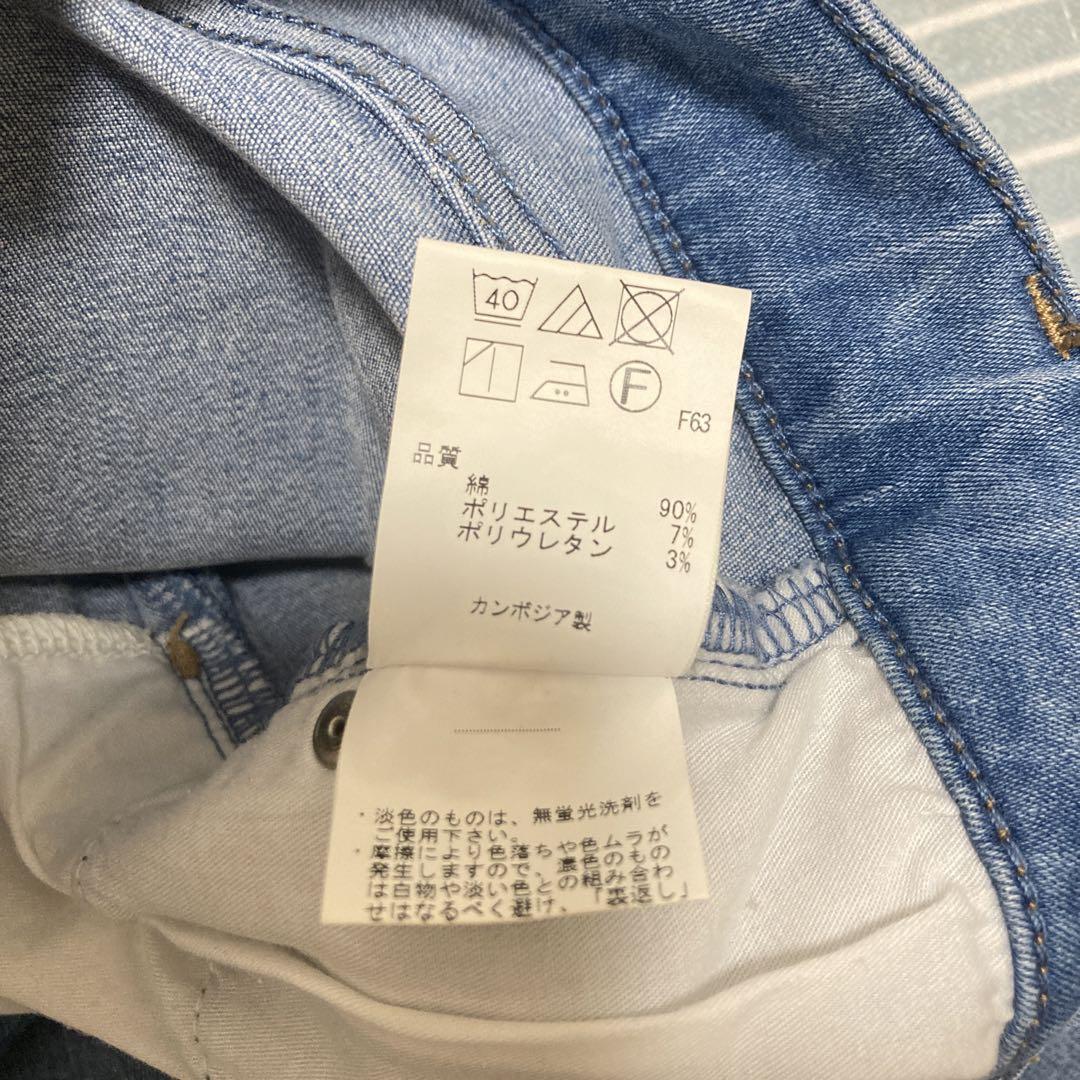 40
F
F63
品質
綿 90%
ポリエステル 7%
ポリウレタン 3%
カンボジア製
・淡色のものは、無蛍光洗剤を
ご使用下さい。
・摩擦により色落ちや色ムラが
発生しますので、濃色のもの
は白物や淡い色との組み合わ
せはなるべく避け、「裏返し」